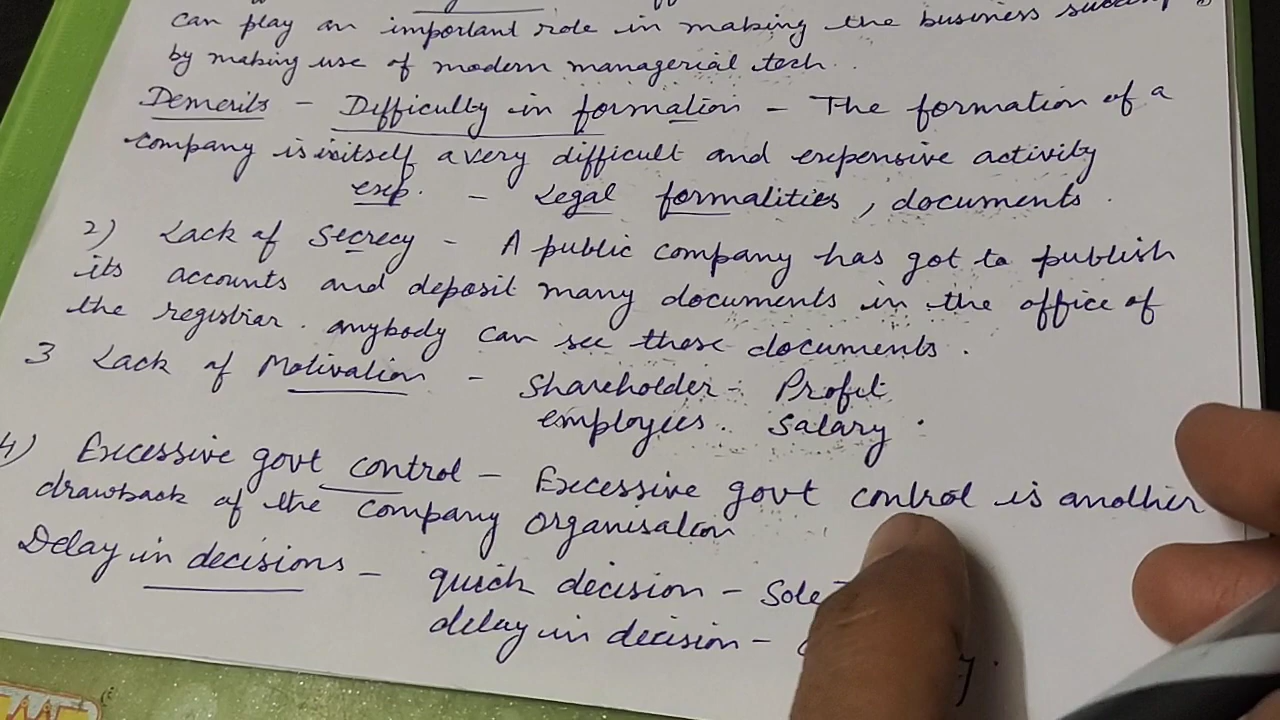 can play an important role in making the business
by making use of modern managerial tech.
Demerits - Difficulty in formation - The formation of a
company is in itself a very difficult and expensive activity
exp. - Legal formalities, documents.
2) Lack of Secrecy - A public company has got to publish
its accounts and deposit many documents in the office of
the registrar. anybody can see those documents.
3 Lack of Motivation - Shareholder - Profit
employees. Salary.
4) Excessive govt control - Excessive govt control is another
drawback of the company organisation
Delay in decisions - quick decision - Sole
delay in decision -